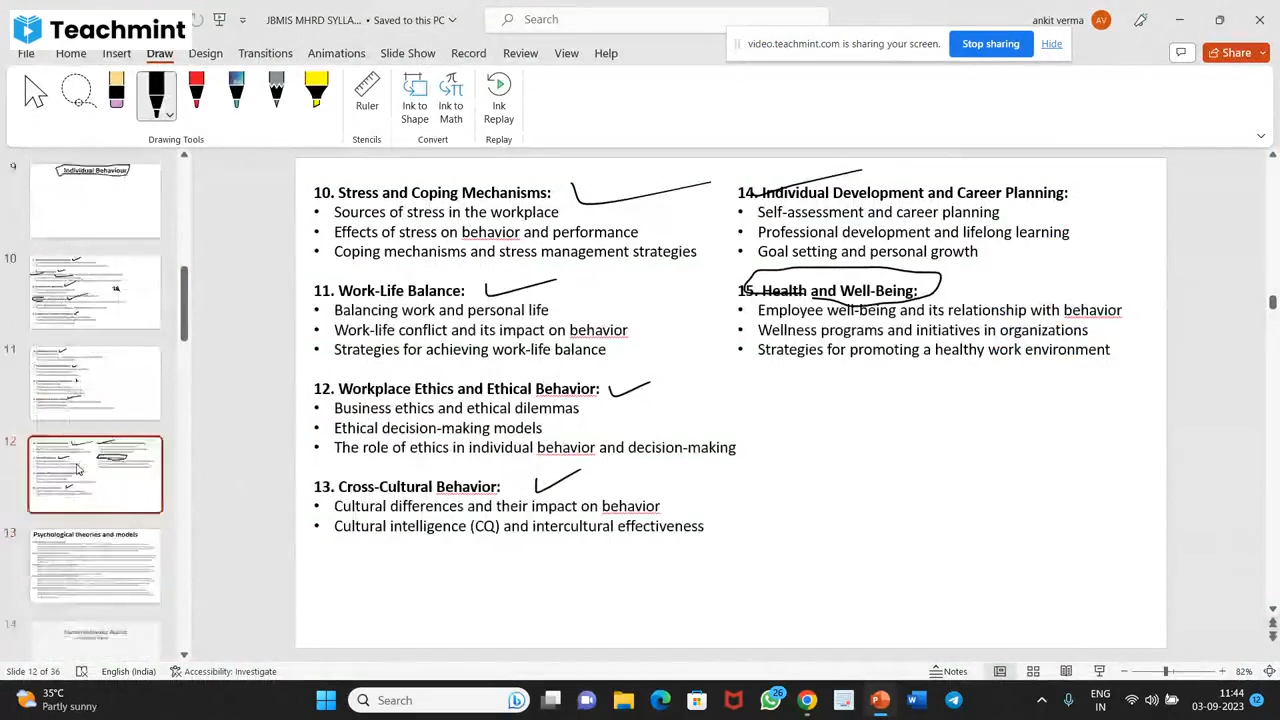 Teachmint
JBMIS MHRD SYLLA... • Saved to this PC
Search
ankit verma
AV
video.teachmint.com is sharing your screen.
Stop sharing
Hide
File
Home
Insert
Draw
Design
Transitions
Animations
Slide Show
Record
Review
View
Help
Share
Ruler
Ink to Shape
Ink to Math
Ink Replay
Drawing Tools
Stencils
Convert
Replay
9
Individual Behaviour
10
11
12
13
Psychological theories and models
14
10. Stress and Coping Mechanisms:
• Sources of stress in the workplace
• Effects of stress on behavior and performance
• Coping mechanisms and stress management strategies
11. Work-Life Balance:
• Balancing work and personal life
• Work-life conflict and its impact on behavior
• Strategies for achieving work-life balance
12. Workplace Ethics and Ethical Behavior:
• Business ethics and ethical dilemmas
• Ethical decision-making models
• The role of ethics in individual behavior and decision-making
13. Cross-Cultural Behavior:
• Cultural differences and their impact on behavior
• Cultural intelligence (CQ) and intercultural effectiveness
14. Individual Development and Career Planning:
• Self-assessment and career planning
• Professional development and lifelong learning
• Goal setting and personal growth
15. Health and Well-Being:
• Employee well-being and its relationship with behavior
• Wellness programs and initiatives in organizations
• Strategies for promoting a healthy work environment
Slide 12 of 36
English (India)
Accessibility: Investigate
Notes
82%
35°C
Partly sunny
Search
26
ENG
IN
11:44
03-09-2023
12